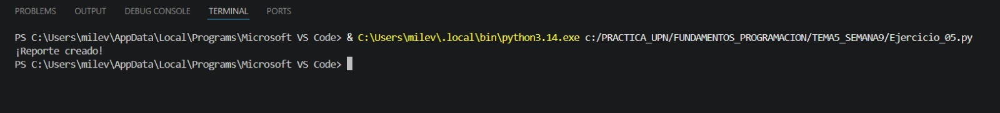 PROBLEMS OUTPUT DEBUG CONSOLE TERMINAL PORTS
PS C:\Users\milev\AppData\Local\Programs\Microsoft VS Code> & C:\Users\milev\.local\bin\python3.14.exe c:/PRACTICA_UPN/FUNDAMENTOS_PROGRAMACION/TEMA5_SEMANA9/Ejercicio_05.py
¡Reporte creado!
PS C:\Users\milev\AppData\Local\Programs\Microsoft VS Code>